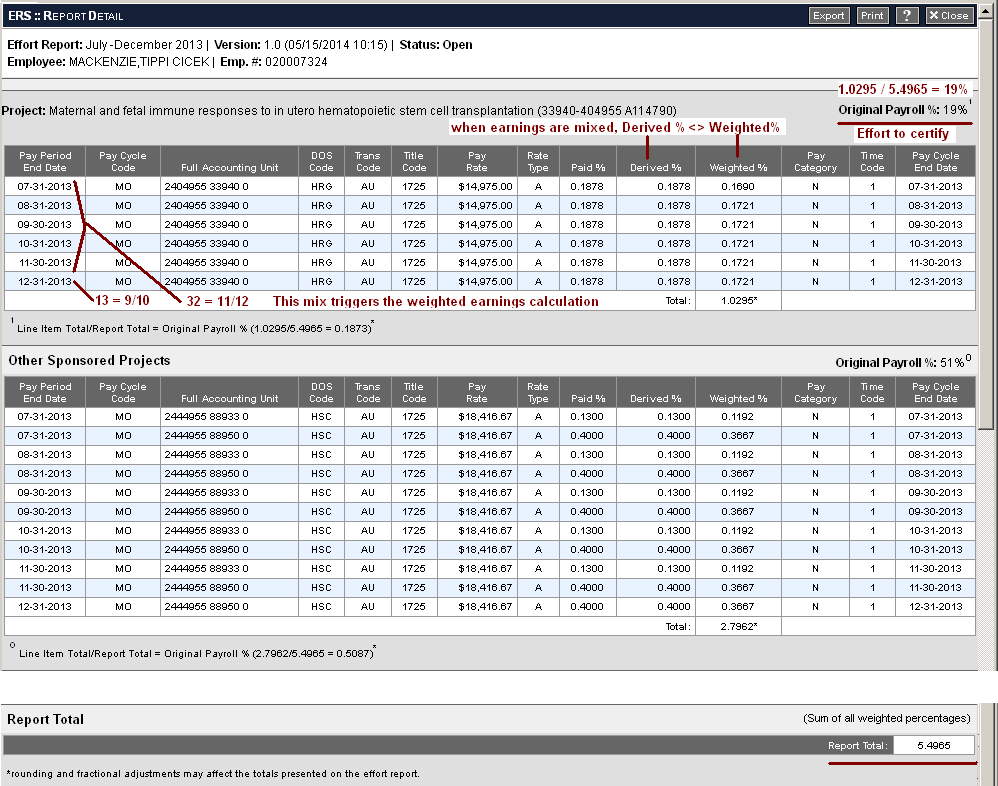 ERS :: REPORT DETAIL Export Print ? X Close
Effort Report: July-December 2013 | Version: 1.0 (05/15/2014 10:15) | Status: Open
Employee: MACKENZIE,TIPPI CICEK | Emp. #: 020007324
1.0295 / 5.4965 = 19%
Project: Maternal and fetal immune responses to in utero hematopoietic stem cell transplantation (33940-404955 A114790) Original Payroll %: 19% 1
when earnings are mixed, Derived % <> Weighted% Effort to certify
Pay Period End Date Pay Cycle Code Full Accounting Unit DOS Code Trans Code Title Code Pay Rate Rate Type Paid % Derived % Weighted % Pay Category Time Code Pay Cycle End Date
07-31-2013 MO 2404955 33940 0 HRG AU 1725 $14,975.00 A 0.1878 0.1878 0.1690 N 1 07-31-2013
08-31-2013 MO 2404955 33940 0 HRG AU 1725 $14,975.00 A 0.1878 0.1878 0.1721 N 1 08-31-2013
09-30-2013 MO 2404955 33940 0 HRG AU 1725 $14,975.00 A 0.1878 0.1878 0.1721 N 1 09-30-2013
10-31-2013 MO 2404955 33940 0 HRG AU 1725 $14,975.00 A 0.1878 0.1878 0.1721 N 1 10-31-2013
11-30-2013 MO 2404955 33940 0 HRG AU 1725 $14,975.00 A 0.1878 0.1878 0.1721 N 1 11-30-2013
12-31-2013 MO 2404955 33940 0 HRG AU 1725 $14,975.00 A 0.1878 0.1878 0.1721 N 1 12-31-2013
13 = 9/10 32 = 11/12 This mix triggers the weighted earnings calculation Total: 1.0295*
1 Line Item Total/Report Total = Original Payroll % (1.0295/5.4965 = 0.1873)*
Other Sponsored Projects Original Payroll %: 51% 0
Pay Period End Date Pay Cycle Code Full Accounting Unit DOS Code Trans Code Title Code Pay Rate Rate Type Paid % Derived % Weighted % Pay Category Time Code Pay Cycle End Date
07-31-2013 MO 2444955 88933 0 HSC AU 1725 $18,416.67 A 0.1300 0.1300 0.1192 N 1 07-31-2013
07-31-2013 MO 2444955 88950 0 HSC AU 1725 $18,416.67 A 0.4000 0.4000 0.3667 N 1 07-31-2013
08-31-2013 MO 2444955 88933 0 HSC AU 1725 $18,416.67 A 0.1300 0.1300 0.1192 N 1 08-31-2013
08-31-2013 MO 2444955 88950 0 HSC AU 1725 $18,416.67 A 0.4000 0.4000 0.3667 N 1 08-31-2013
09-30-2013 MO 2444955 88933 0 HSC AU 1725 $18,416.67 A 0.1300 0.1300 0.1192 N 1 09-30-2013
09-30-2013 MO 2444955 88950 0 HSC AU 1725 $18,416.67 A 0.4000 0.4000 0.3667 N 1 09-30-2013
10-31-2013 MO 2444955 88933 0 HSC AU 1725 $18,416.67 A 0.1300 0.1300 0.1192 N 1 10-31-2013
10-31-2013 MO 2444955 88950 0 HSC AU 1725 $18,416.67 A 0.4000 0.4000 0.3667 N 1 10-31-2013
11-30-2013 MO 2444955 88933 0 HSC AU 1725 $18,416.67 A 0.1300 0.1300 0.1192 N 1 11-30-2013
11-30-2013 MO 2444955 88950 0 HSC AU 1725 $18,416.67 A 0.4000 0.4000 0.3667 N 1 11-30-2013
12-31-2013 MO 2444955 88950 0 HSC AU 1725 $18,416.67 A 0.4000 0.4000 0.3667 N 1 12-31-2013
Total: 2.7962*
0 Line Item Total/Report Total = Original Payroll % (2.7962/5.4965 = 0.5087)*
Report Total (Sum of all weighted percentages)
Report Total: 5.4965
*rounding and fractional adjustments may affect the totals presented on the effort report.